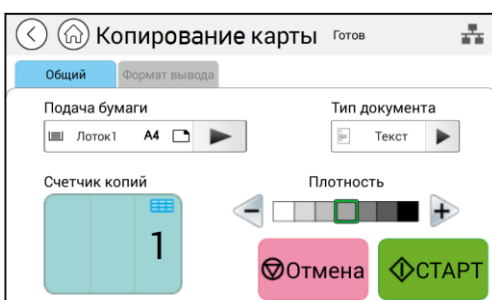 Копирование карты Готов
Общий Формат вывода
Подача бумаги Тип документа
Лоток1 A4 Текст
Счетчик копий Плотность
1
Отмена СТАРТ